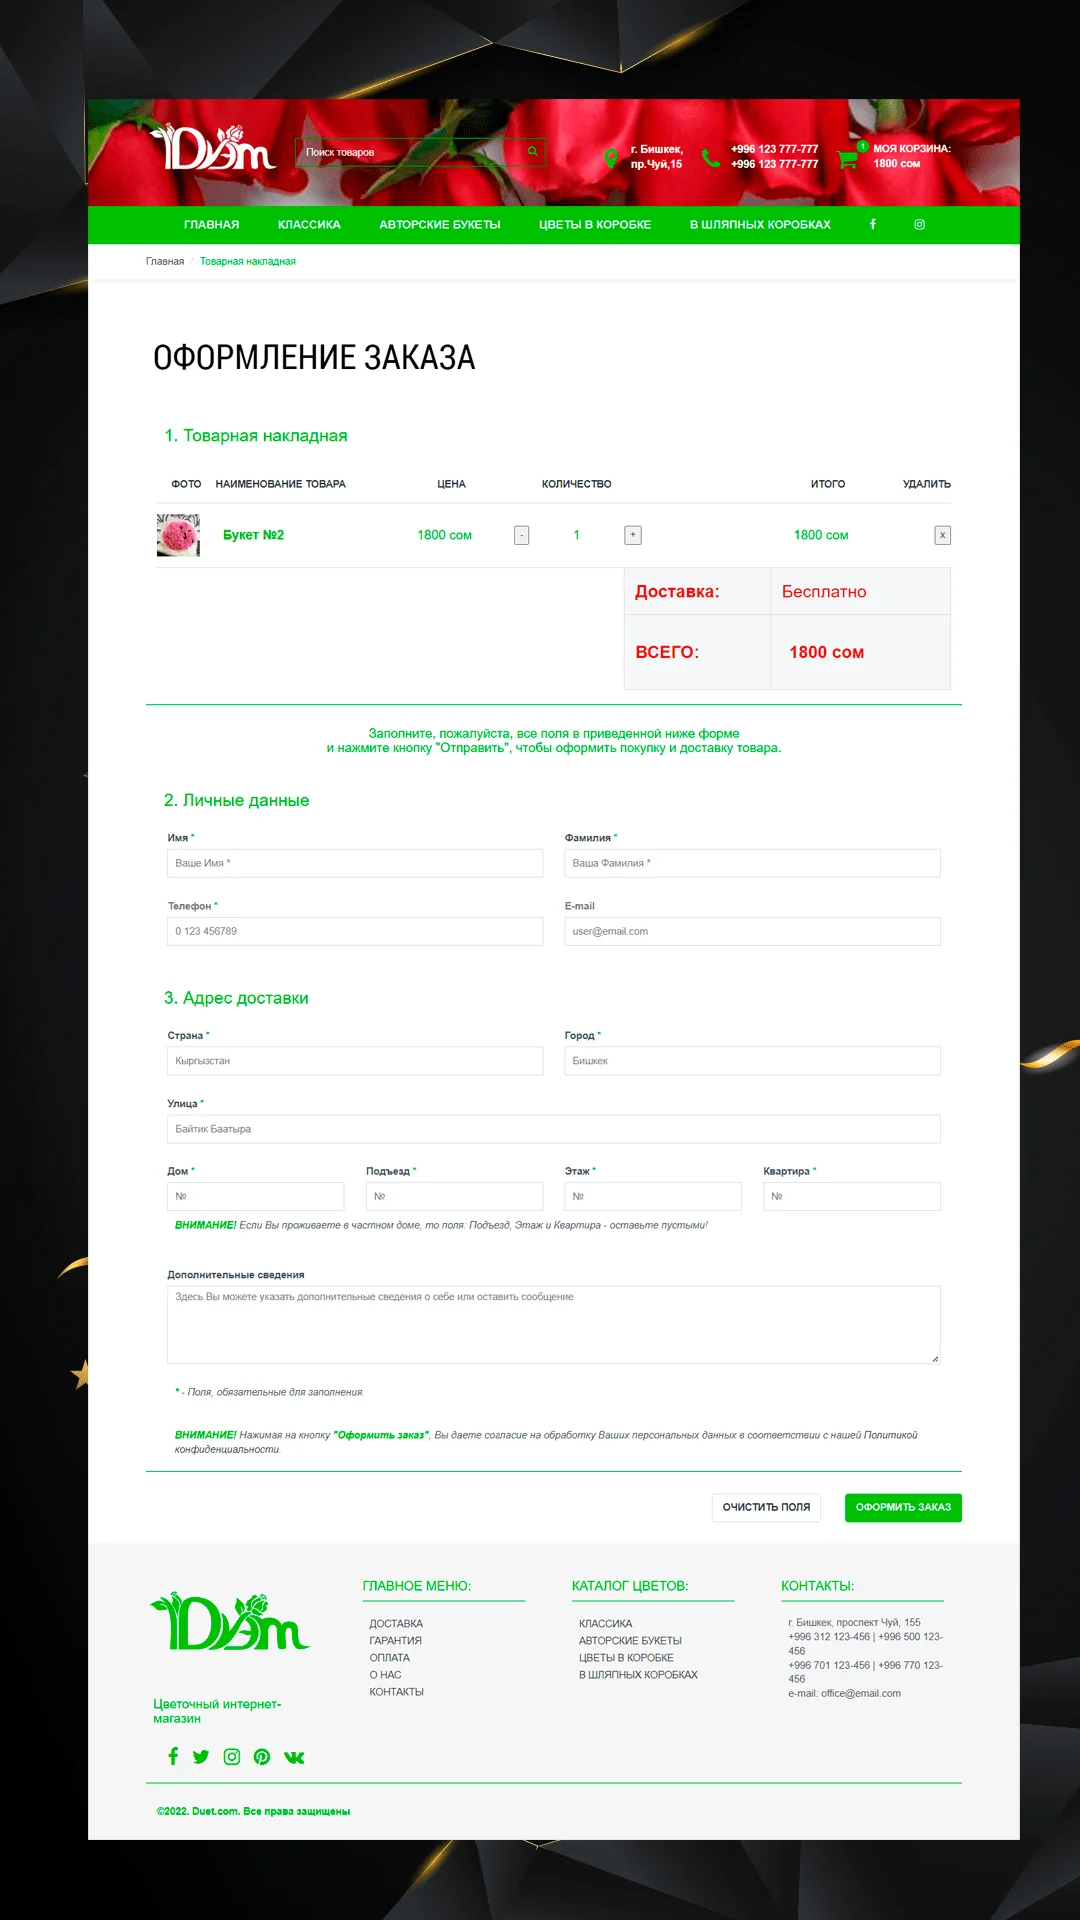 Дуэт
Поиск товаров
г. Бишкек,
пр.Чуй,15
+996 123 777-777
+996 123 777-777
1
МОЯ КОРЗИНА:
1800 сом
ГЛАВНАЯ КЛАССИКА АВТОРСКИЕ БУКЕТЫ ЦВЕТЫ В КОРОБКЕ В ШЛЯПНЫХ КОРОБКАХ
Главная / Товарная накладная
ОФОРМЛЕНИЕ ЗАКАЗА
1. Товарная накладная
ФОТО НАИМЕНОВАНИЕ ТОВАРА ЦЕНА КОЛИЧЕСТВО ИТОГО УДАЛИТЬ
Букет №2 1800 сом - 1 + 1800 сом x
Доставка: Бесплатно
ВСЕГО: 1800 сом
Заполните, пожалуйста, все поля в приведенной ниже форме
и нажмите кнопку "Отправить", чтобы оформить покупку и доставку товара.
2. Личные данные
Имя * Фамилия *
Ваше Имя * Ваша Фамилия *
Телефон * E-mail
0 123 456789 user@email.com
3. Адрес доставки
Страна * Город *
Кыргызстан Бишкек
Улица *
Байтик Баатыра
Дом * Подъезд * Этаж * Квартира *
№ № № №
ВНИМАНИЕ! Если Вы проживаете в частном доме, то поля: Подъезд, Этаж и Квартира - оставьте пустыми!
Дополнительные сведения
Здесь Вы можете указать дополнительные сведения о себе или оставить сообщение
* - Поля, обязательные для заполнения.
ВНИМАНИЕ! Нажимая на кнопку "Оформить заказ", Вы даете согласие на обработку Ваших персональных данных в соответствии с нашей Политикой
конфиденциальности.
ОЧИСТИТЬ ПОЛЯ ОФОРМИТЬ ЗАКАЗ
Дуэт
Цветочный интернет-
магазин
ГЛАВНОЕ МЕНЮ:
ДОСТАВКА
ГАРАНТИЯ
ОПЛАТА
О НАС
КОНТАКТЫ
КАТАЛОГ ЦВЕТОВ:
КЛАССИКА
АВТОРСКИЕ БУКЕТЫ
ЦВЕТЫ В КОРОБКЕ
В ШЛЯПНЫХ КОРОБКАХ
КОНТАКТЫ:
г. Бишкек, проспект Чуй, 155
+996 312 123-456 | +996 500 123-
456
+996 701 123-456 | +996 770 123-
456
e-mail: office@email.com
©2022. Duet.com. Все права защищены